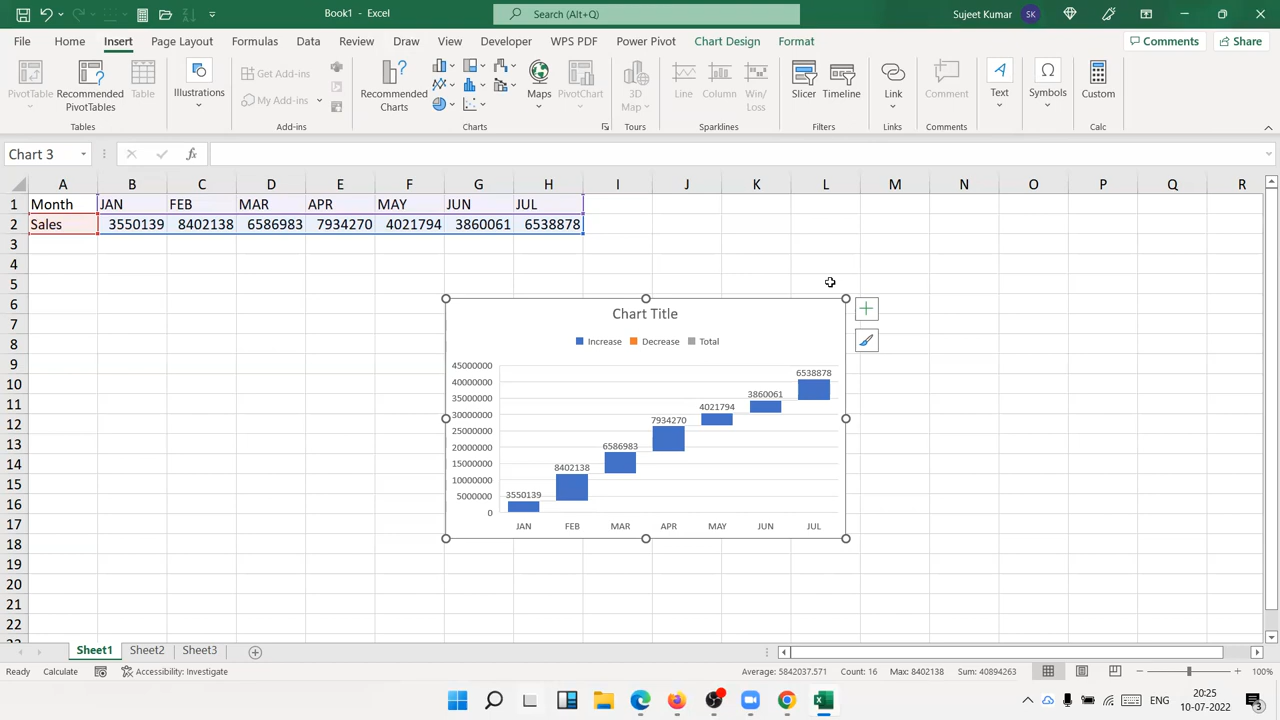 Book1 - Excel
Search (Alt+Q)
Sujeet Kumar
SK
File
Home
Insert
Page Layout
Formulas
Data
Review
Draw
View
Developer
WPS PDF
Power Pivot
Chart Design
Format
Comments
Share
PivotTable
Recommended PivotTables
Table
Illustrations
Get Add-ins
My Add-ins
Recommended Charts
Maps
PivotChart
3D Map
Line
Column
Win/Loss
Slicer
Timeline
Link
Comment
Text
Symbols
Custom
Tables
Add-ins
Charts
Tours
Sparklines
Filters
Links
Comments
Calc
Chart 3
fx
A B C D E F G H I J K L M N O P Q R
1 Month JAN FEB MAR APR MAY JUN JUL
2 Sales 3550139 8402138 6586983 7934270 4021794 3860061 6538878
3
4
5
6
7
8
9
10
11
12
13
14
15
16
17
18
19
20
21
22
23
Chart Title
Increase Decrease Total
45000000
40000000
35000000
30000000
25000000
20000000
15000000
10000000
5000000
0
3550139
8402138
6586983
7934270
4021794
3860061
6538878
JAN FEB MAR APR MAY JUN JUL
Sheet1 Sheet2 Sheet3
Ready Calculate Accessibility: Investigate
Average: 5842037.571 Count: 16 Max: 8402138 Sum: 40894263
100%
ENG
20:25
10-07-2022
3